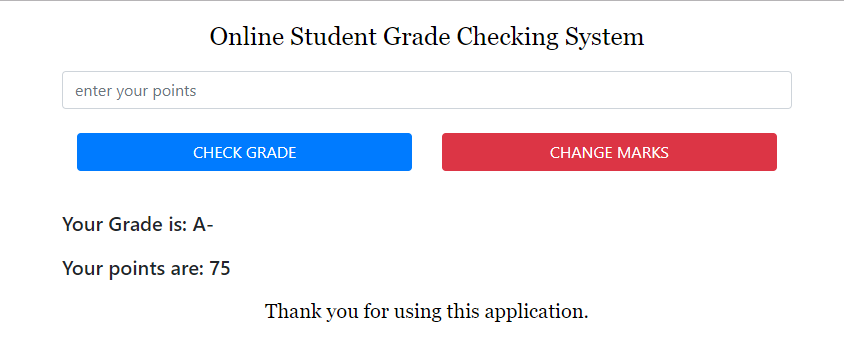 Online Student Grade Checking System
enter your points
CHECK GRADE
CHANGE MARKS
Your Grade is: A-
Your points are: 75
Thank you for using this application.